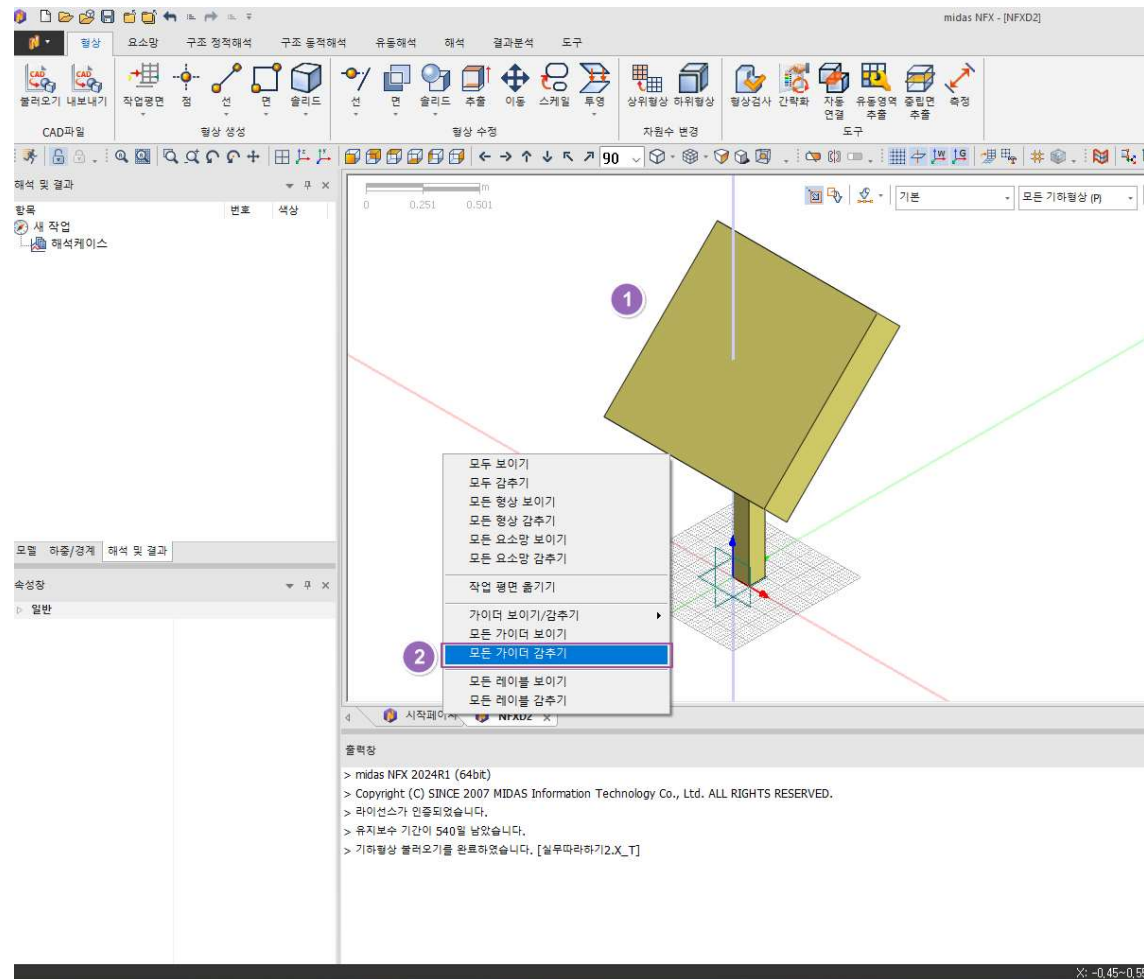 midas NFX - [NFXD2]
형상 요소망 구조 정적해석 구조 동적해석 유동해석 해석 결과분석 도구
CAD CAD
불러오기 내보내기 작업평면 점 선 면 솔리드 선 면 솔리드 추출 이동 스케일 투영 상위형상 하위형상 형상검사 간략화 자동 연결 유동영역 추출 중립면 추출 측정
CAD파일 형상 생성 형상 수정 차원수 변경 도구
90
해석 및 결과
항목 번호 색상
새 작업
해석케이스
m
0 0.251 0.501
기본 모든 기하형상 (P)
1
모두 보이기
모두 감추기
모든 형상 보이기
모든 형상 감추기
모든 요소망 보이기
모든 요소망 감추기
작업 평면 옮기기
가이더 보이기/감추기
모든 가이더 보이기
2 모든 가이더 감추기
모든 레이블 보이기
모든 레이블 감추기
모델 하중/경계 해석 및 결과
속성창
일반
시작페이지 NFXD2
출력창
> midas NFX 2024R1 (64bit)
> Copyright (C) SINCE 2007 MIDAS Information Technology Co., Ltd. ALL RIGHTS RESERVED.
> 라이선스가 인증되었습니다.
> 유지보수 기간이 540일 남았습니다.
> 기하형상 불러오기를 완료하였습니다. [실무따라하기2.X_T]